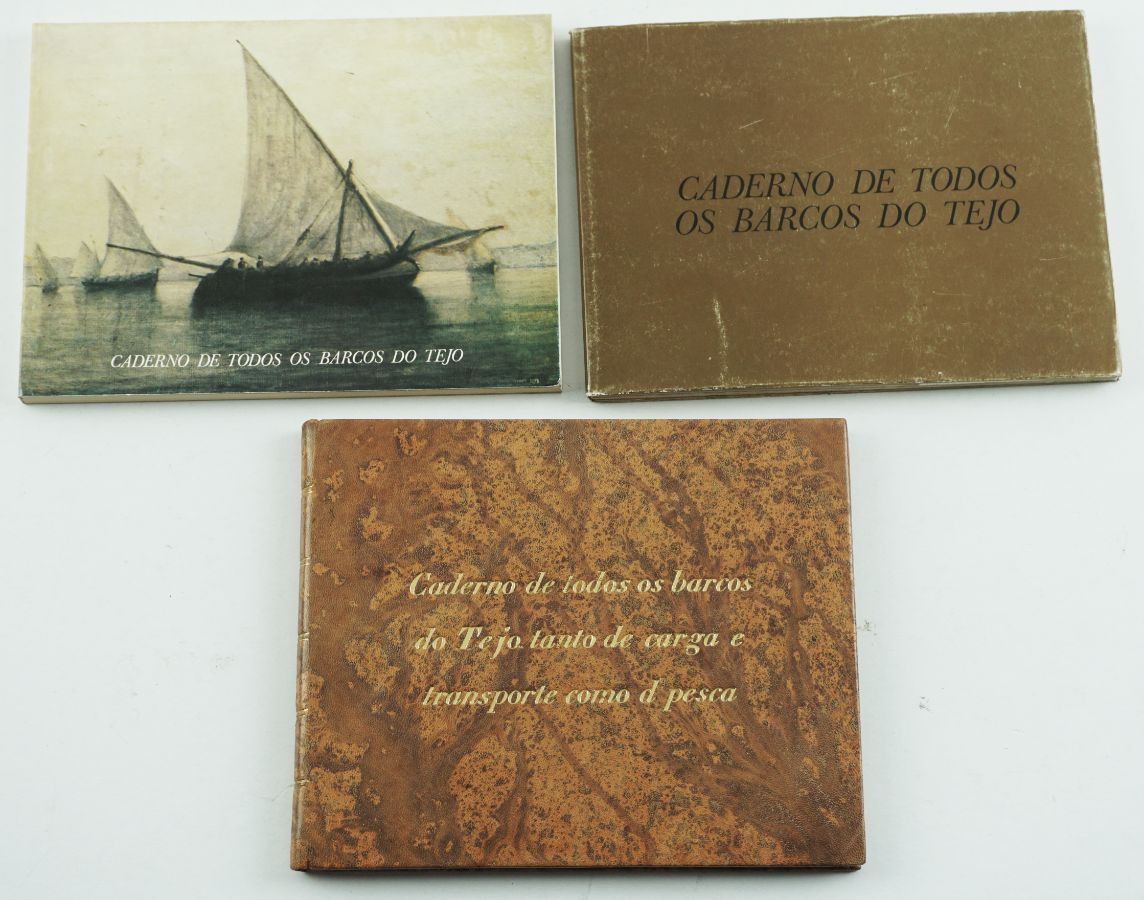 CADERNO DE TODOS OS BARCOS DO TEJO
CADERNO DE TODOS
OS BARCOS DO TEJO
Caderno de todos os barcos
do Tejo tanto de carga e
transporte como d pesca